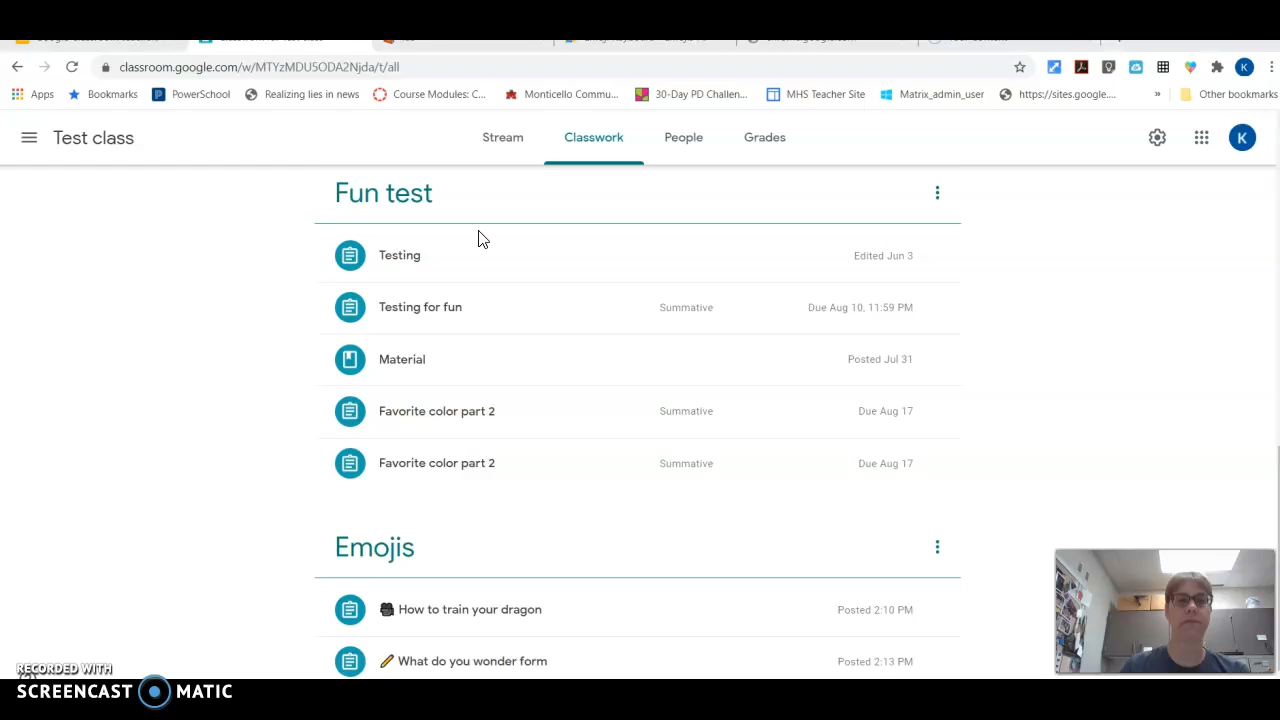 classroom.google.com/w/MTYzMDU5ODA2Njda/t/all
Apps Bookmarks PowerSchool Realizing lies in news Course Modules: C... Monticello Commu... 30-Day PD Challen... MHS Teacher Site Matrix_admin_user https://sites.google.... » Other bookmarks
Test class Stream Classwork People Grades K
Fun test
Testing Edited Jun 3
Testing for fun Summative Due Aug 10, 11:59 PM
Material Posted Jul 31
Favorite color part 2 Summative Due Aug 17
Favorite color part 2 Summative Due Aug 17
Emojis
How to train your dragon Posted 2:10 PM
What do you wonder form Posted 2:13 PM
RECORDED WITH
SCREENCAST MATIC